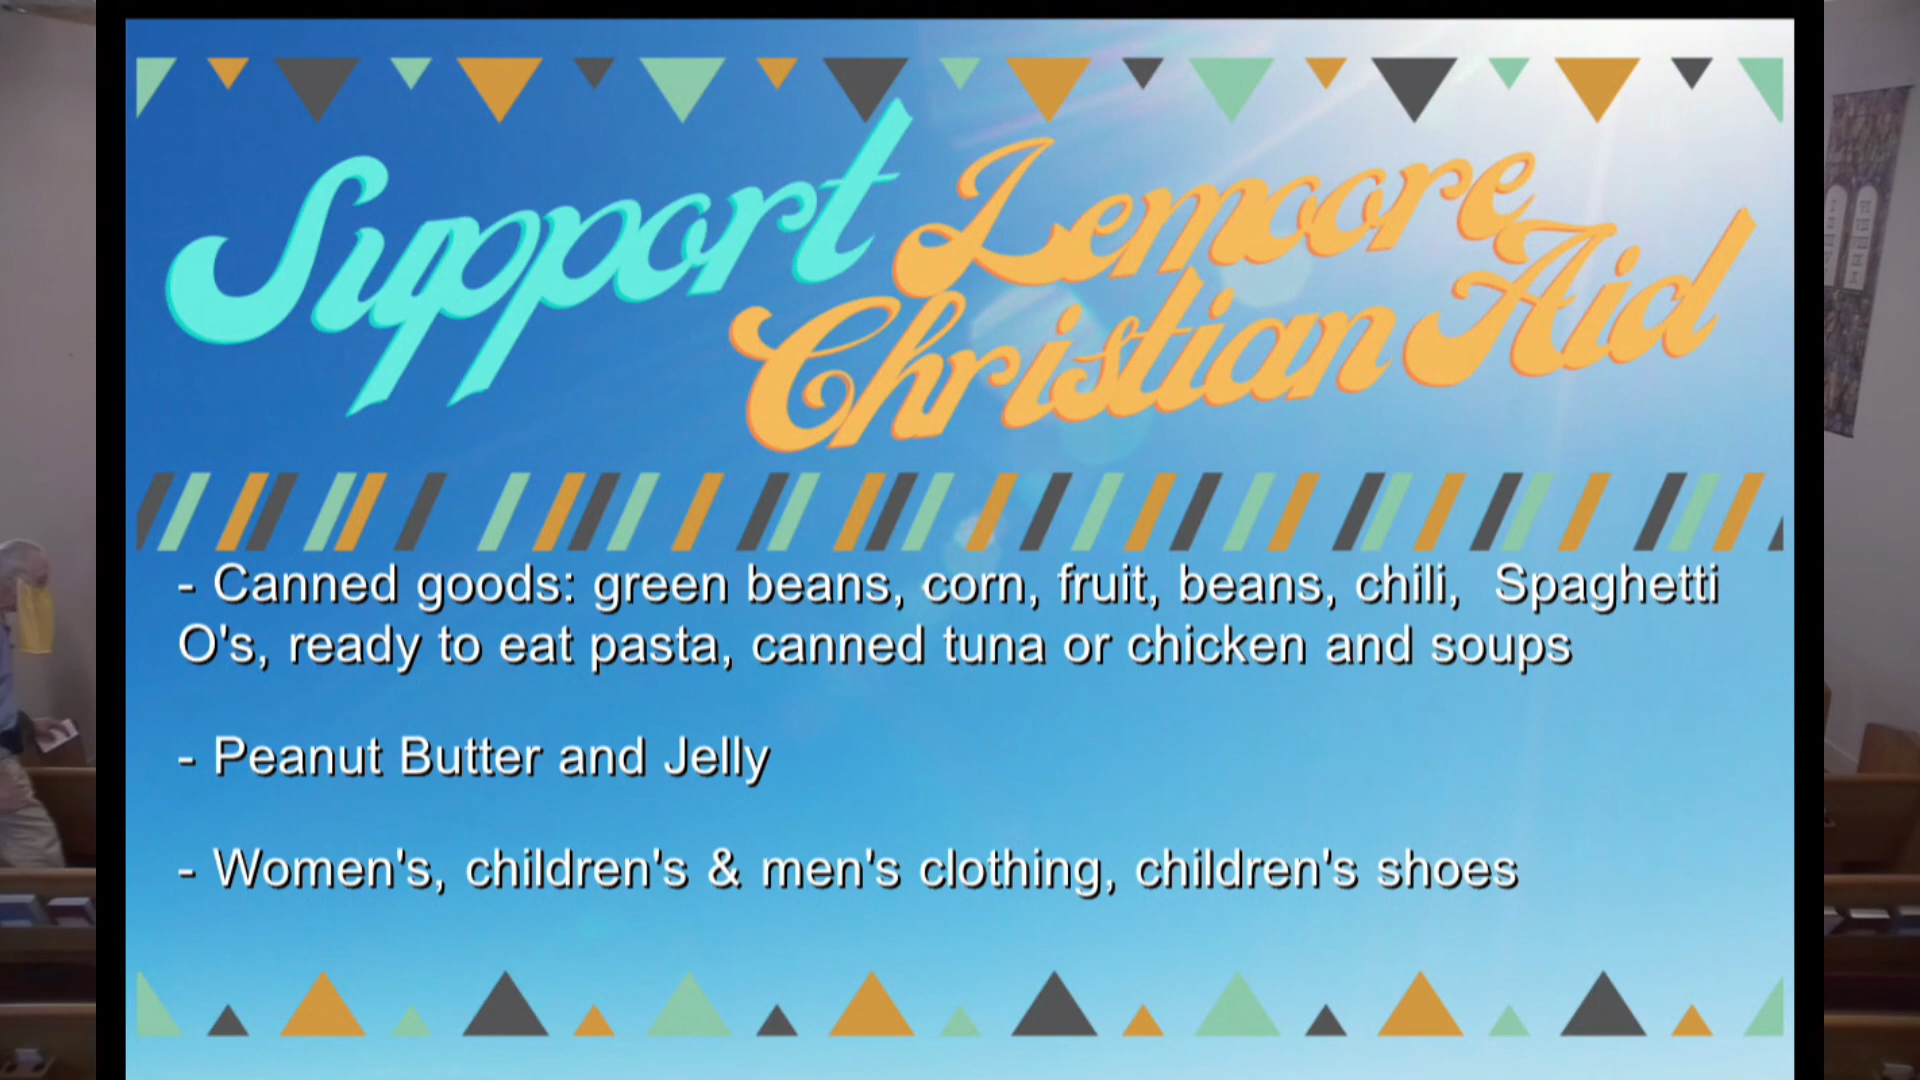 Support Lemoore
Christian Aid
- Canned goods: green beans, corn, fruit, beans, chili, Spaghetti
O's, ready to eat pasta, canned tuna or chicken and soups
- Peanut Butter and Jelly
- Women's, children's & men's clothing, children's shoes